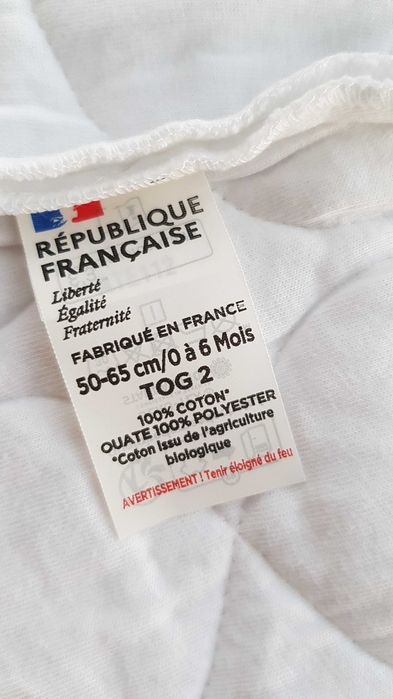 RÉPUBLIQUE
FRANÇAISE
Liberté
Égalité
Fraternité
FABRIQUÉ EN FRANCE
50-65 cm/0 à 6 Mois
TOG 2
100% COTON*
OUATE 100% POLYESTER
*Coton issu de l'agriculture
biologique
AVERTISSEMENT ! Tenir éloigné du feu